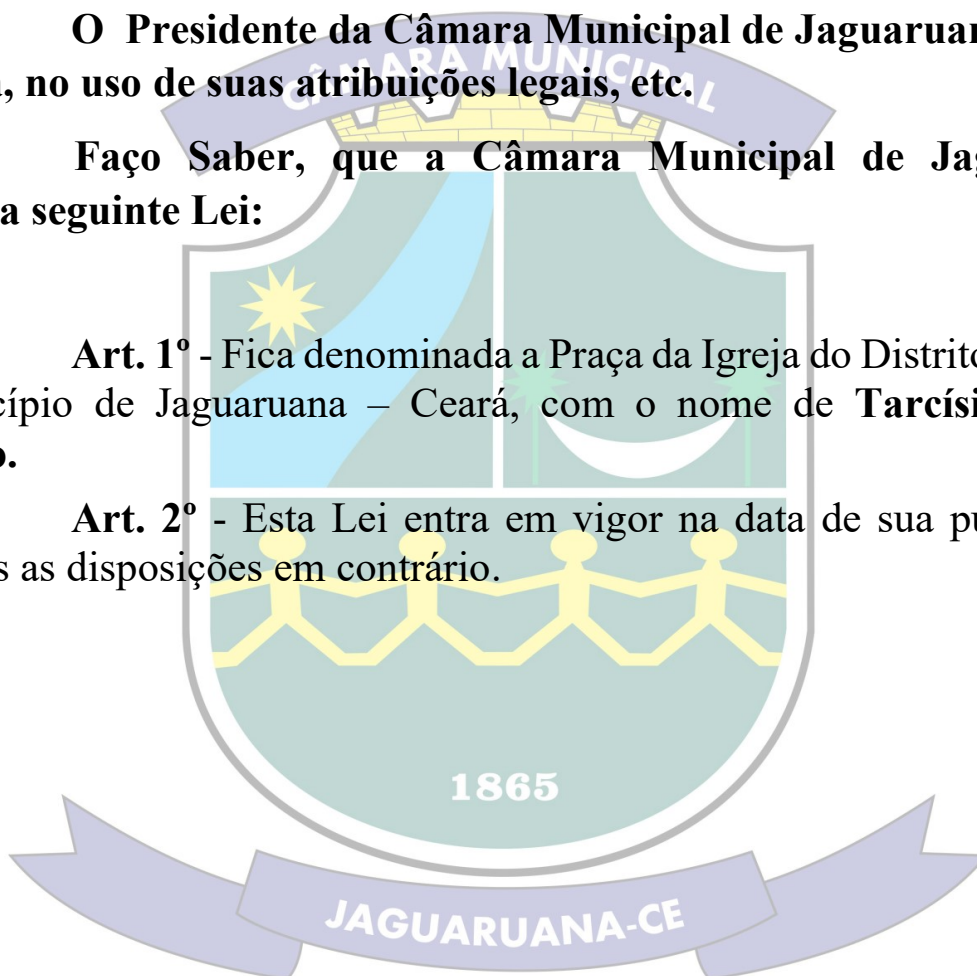 O Presidente da Câmara Municipal de Jaguaruan
, no uso de suas atribuições legais, etc.
CÂMARA MUNICIPAL
Faço Saber, que a Câmara Municipal de Jag
a seguinte Lei:
Art. 1º - Fica denominada a Praça da Igreja do Distrito
cípio de Jaguaruana – Ceará, com o nome de Tarcísi
o.
Art. 2º - Esta Lei entra em vigor na data de sua pu
s as disposições em contrário.
1865
JAGUARUANA-CE